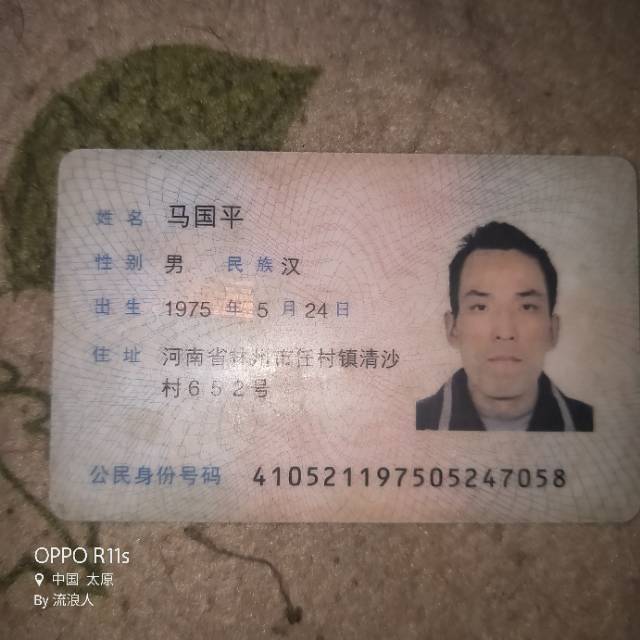 姓名 马国平
性别 男 民族 汉
出生 1975 年 5 月 24 日
住址 河南省林州市任村镇清沙
村652号
公民身份号码 410521197505247058
OPPO R11s
中国 太原
By 流浪人